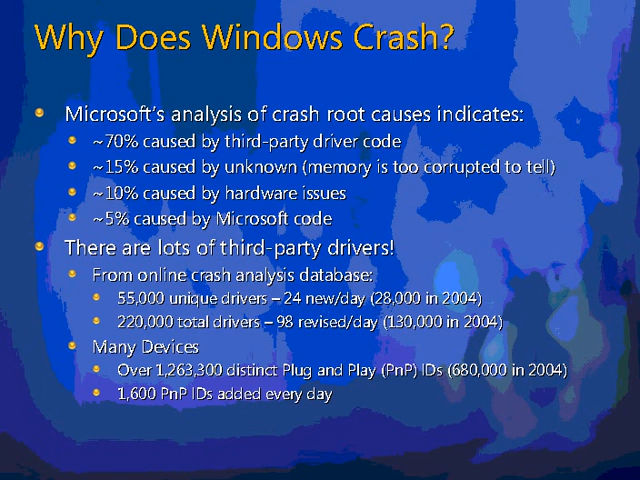 Why Does Windows Crash?
Microsoft's analysis of crash root causes indicates:
~70% caused by third-party driver code
~15% caused by unknown (memory is too corrupted to tell)
~10% caused by hardware issues
~5% caused by Microsoft code
There are lots of third-party drivers!
From online crash analysis database:
55,000 unique drivers – 24 new/day (28,000 in 2004)
220,000 total drivers – 98 revised/day (130,000 in 2004)
Many Devices
Over 1,263,300 distinct Plug and Play (PnP) IDs (680,000 in 2004)
1,600 PnP IDs added every day